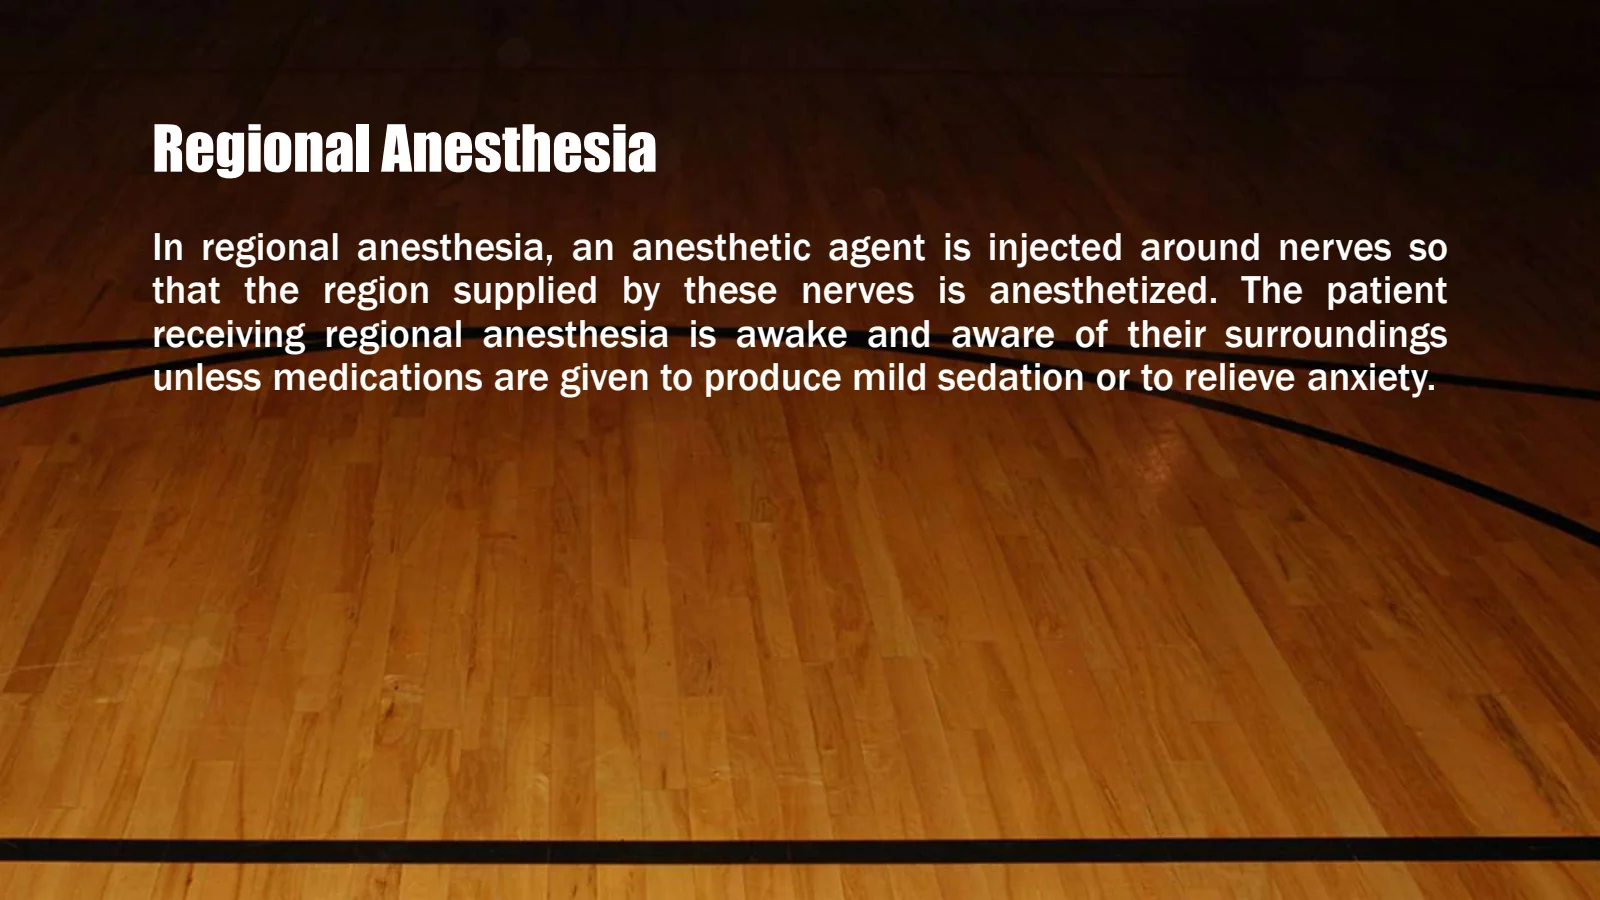 Regional Anesthesia
In regional anesthesia, an anesthetic agent is injected around nerves so
that the region supplied by these nerves is anesthetized. The patient
receiving regional anesthesia is awake and aware of their surroundings
unless medications are given to produce mild sedation or to relieve anxiety.